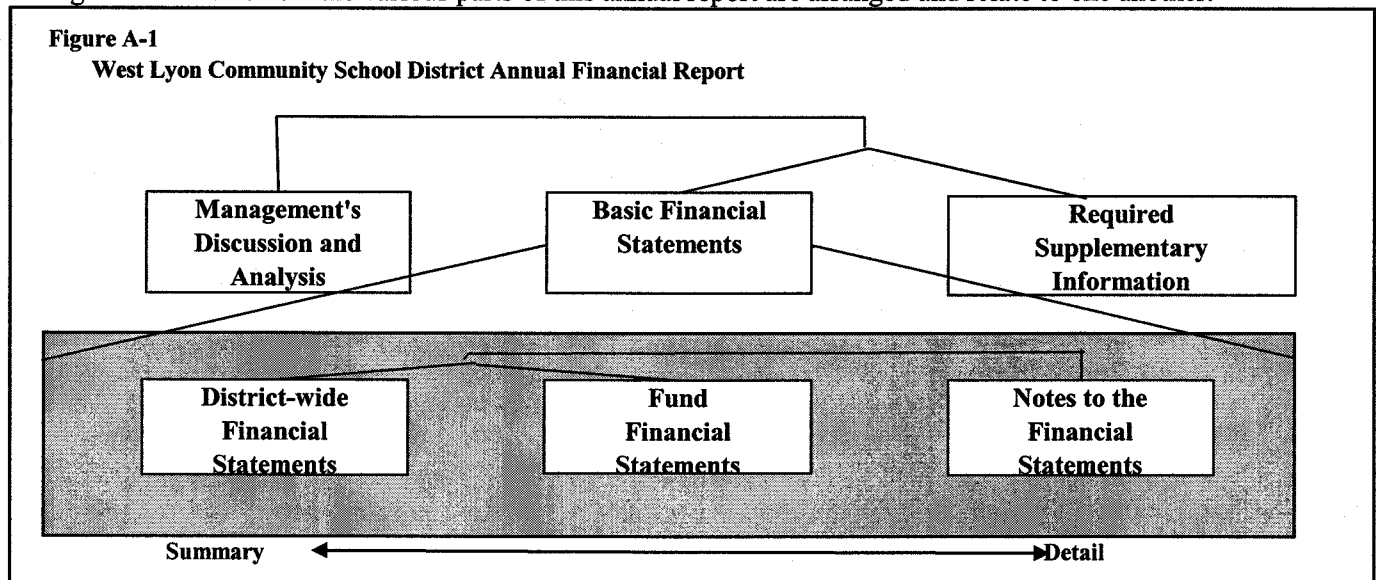 Figure A-1
West Lyon Community School District Annual Financial Report
Management's
Discussion and
Analysis
Basic Financial
Statements
Required
Supplementary
Information
District-wide
Financial
Statements
Fund
Financial
Statements
Notes to the
Financial
Statements
Summary
Detail